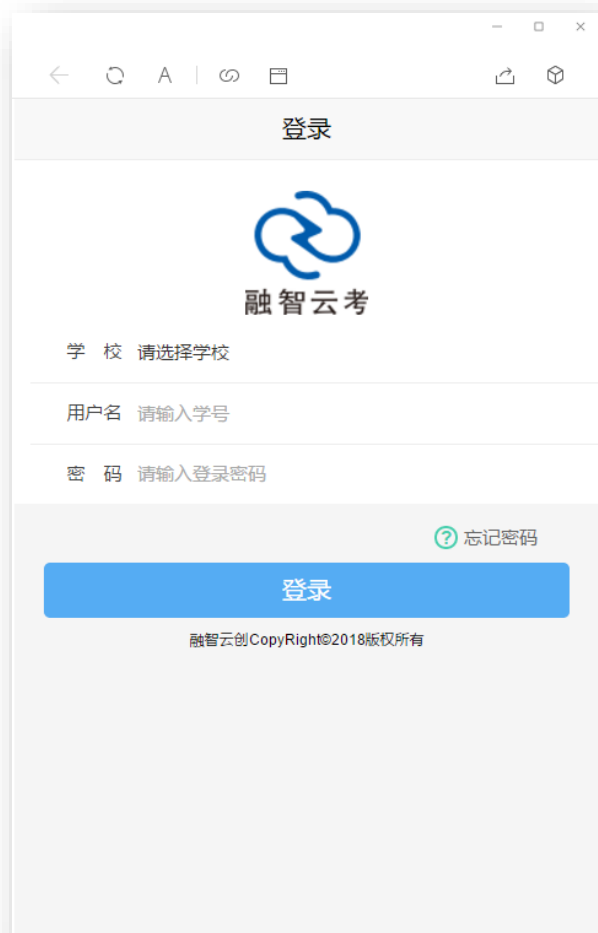 登录
融智云考
学 校 请选择学校
用户名 请输入学号
密 码 请输入登录密码
忘记密码
登录
融智云创CopyRight©2018版权所有